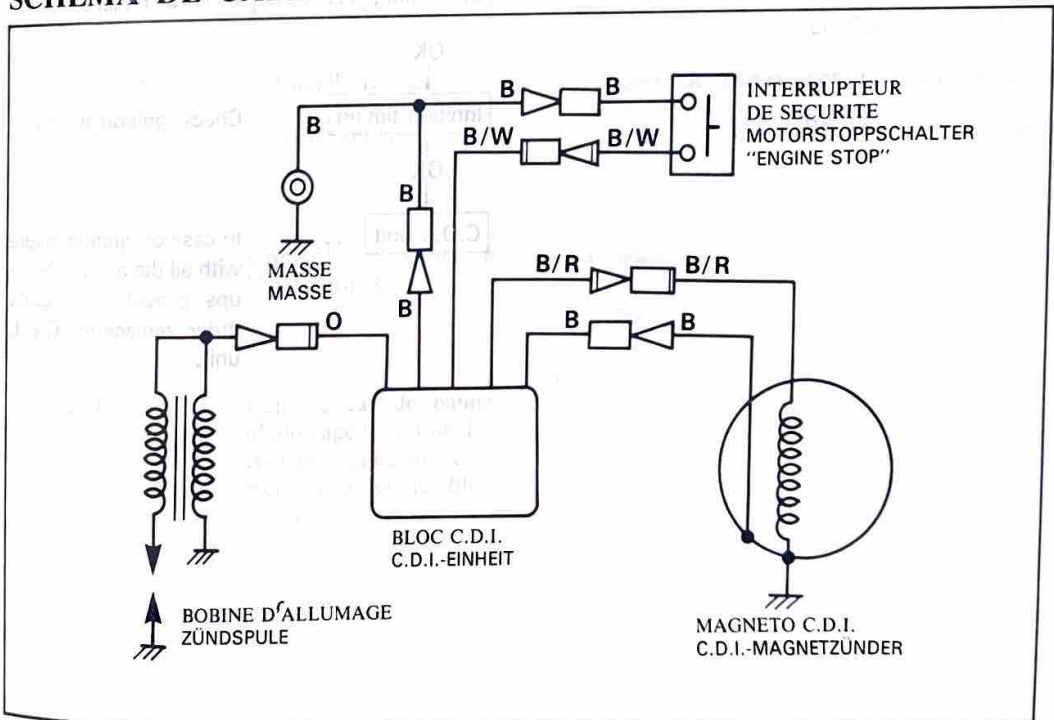 SCHEMA DE
B
B
B
INTERRUPTEUR
DE SECURITE
MOTORSTOPPSCHALTER
"ENGINE STOP"
B/W
B/W
B
B
MASSE
MASSE
B/R
B/R
B
B
O
BLOC C.D.I.
C.D.I.-EINHEIT
BOBINE D'ALLUMAGE
ZÜNDSPULE
MAGNETO C.D.I.
C.D.I.-MAGNETZÜNDER